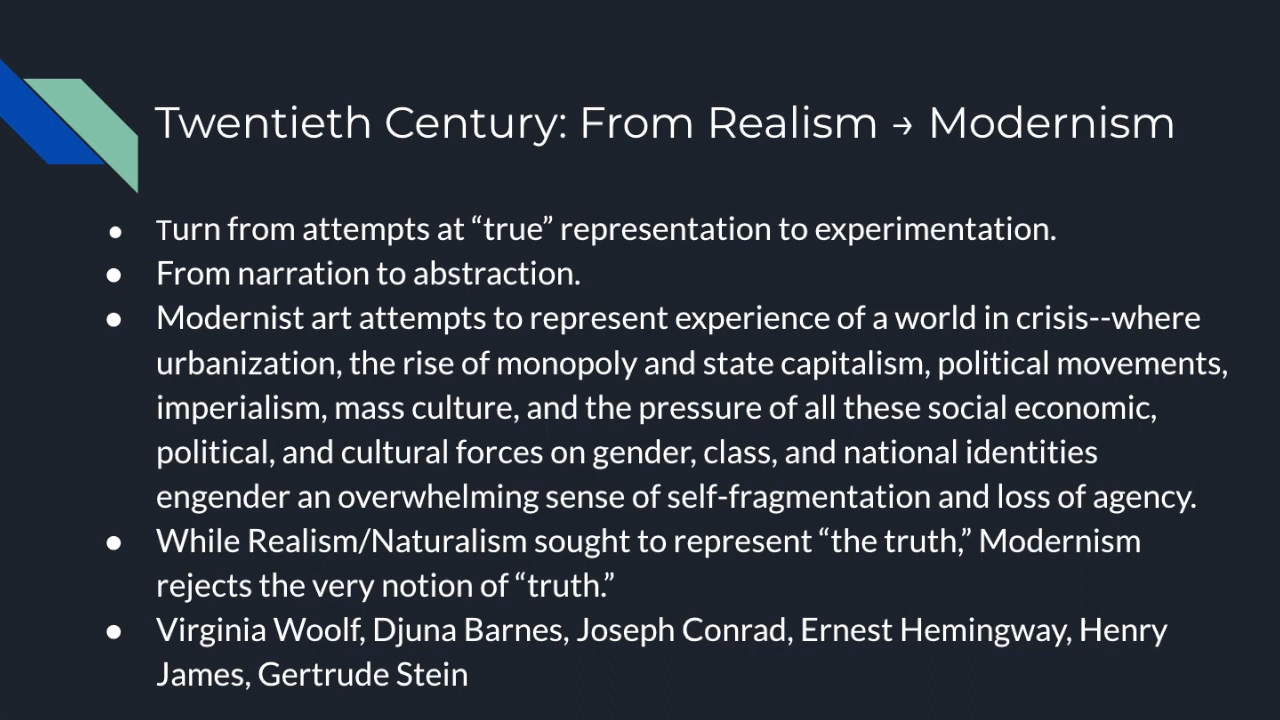 Twentieth Century: From Realism → Modernism
● Turn from attempts at “true” representation to experimentation.
● From narration to abstraction.
● Modernist art attempts to represent experience of a world in crisis--where
urbanization, the rise of monopoly and state capitalism, political movements,
imperialism, mass culture, and the pressure of all these social economic,
political, and cultural forces on gender, class, and national identities
engender an overwhelming sense of self-fragmentation and loss of agency.
● While Realism/Naturalism sought to represent “the truth,” Modernism
rejects the very notion of “truth.”
● Virginia Woolf, Djuna Barnes, Joseph Conrad, Ernest Hemingway, Henry
James, Gertrude Stein